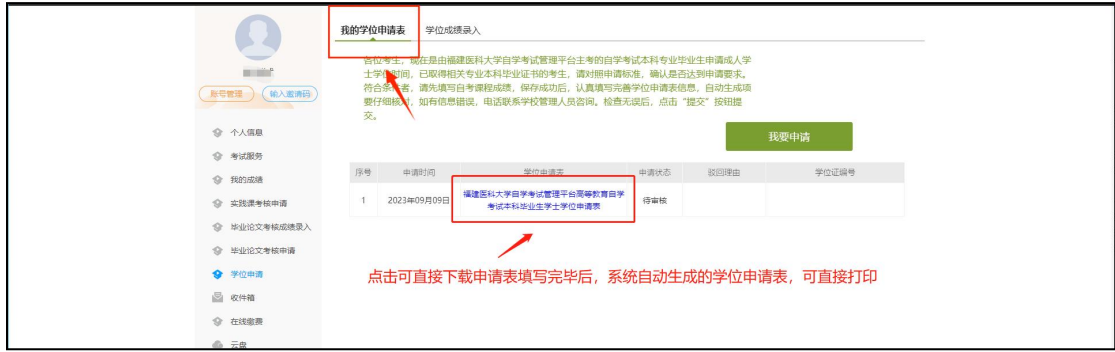 我的学位申请表 学位成绩录入
各位考生，现在是由福建医科大学自学考试管理平台主考的自学考试本科专业毕业生申请成人学
士学位时间，已取得相关专业本科毕业证书的考生，请对照申请标准，确认是否达到申请要求。
符合条件者，请先填写自考课程成绩，保存成功后，认真填写完善学位申请表信息，自动生成项
要仔细核对，如有信息错误，电话联系学校管理人员咨询。检查无误后，点击“提交”按钮提
交。
我要申请
账号管理 输入邀请码
个人信息
考试服务
我的成绩
实践课考核申请
毕业论文考核成绩录入
毕业论文考核申请
学位申请
收件箱
在线缴费
云盘
序号 申请时间 学位申请表 申请状态 驳回理由 学位证编号
1 2023年09月09日 福建医科大学自学考试管理平台高等教育自学 待审核
考试本科毕业生学士学位申请表
点击可直接下载申请表填写完毕后，系统自动生成的学位申请表，可直接打印